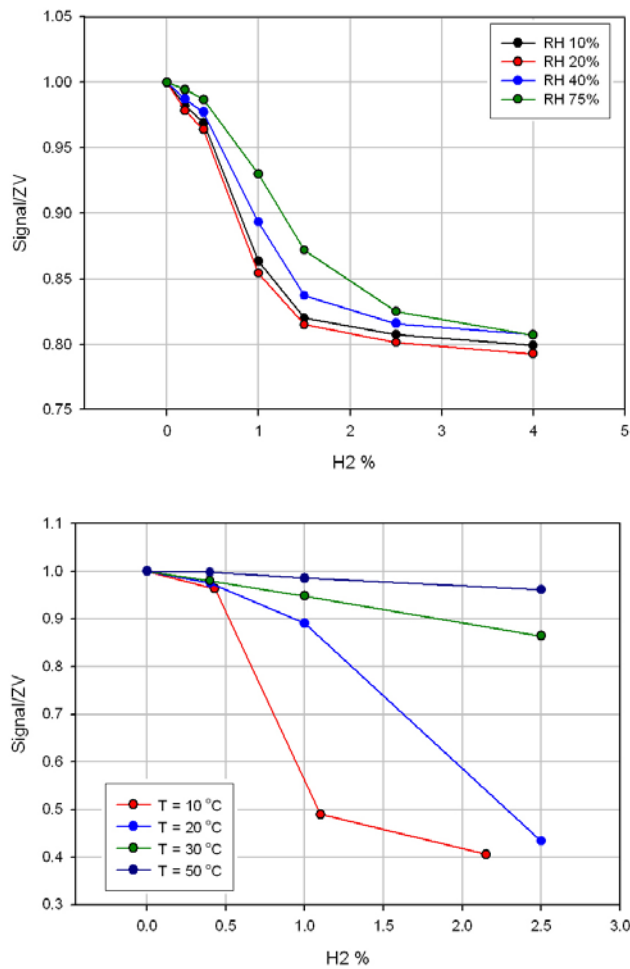 1.05
1.00
0.95
0.90
0.85
0.80
0.75
Signal/ZV
RH 10%
RH 20%
RH 40%
RH 75%
0 1 2 3 4 5
H2 %
1.1
1.0
0.9
0.8
0.7
0.6
0.5
0.4
0.3
Signal/ZV
T = 10 °C
T = 20 °C
T = 30 °C
T = 50 °C
0.0 0.5 1.0 1.5 2.0 2.5 3.0
H2 %